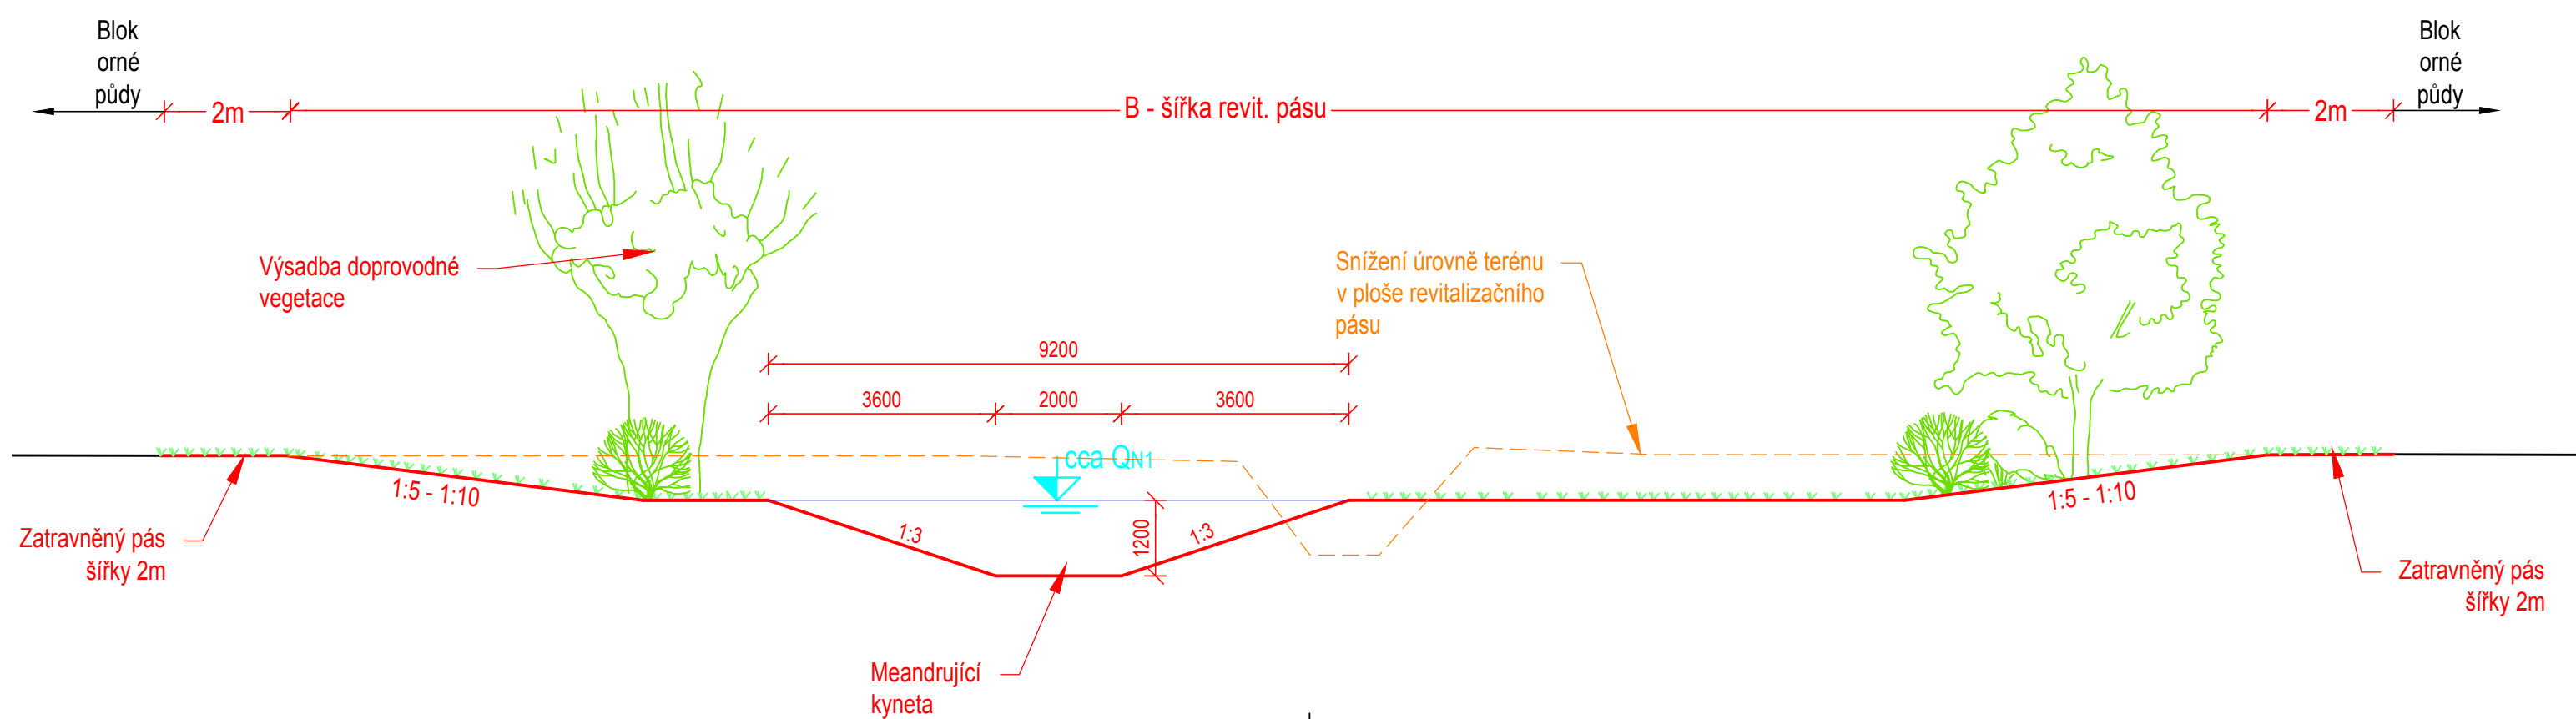 Blok
orné
půdy
2m
B - šířka revit. pásu
2m
Blok
orné
půdy
Výsadba doprovodné
vegetace
Snížení úrovně terénu
v ploše revitalizačního
pásu
9200
3600
2000
3600
cca QN1
1:5 - 1:10
1:3
1200
1:3
1:5 - 1:10
Zatravněný pás
šířky 2m
Zatravněný pás
šířky 2m
Meandrující
kyneta